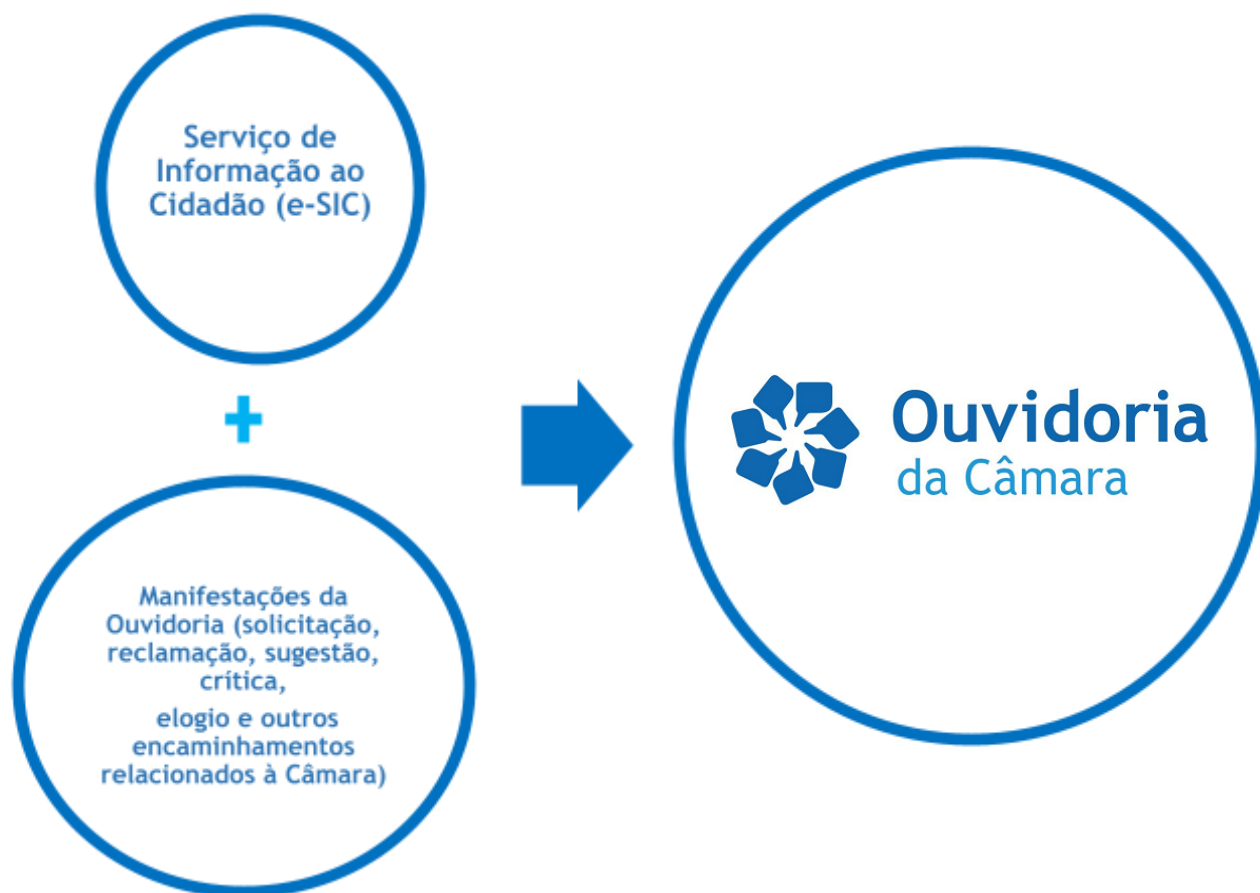 Serviço de
Informação ao
Cidadão (e-SIC)
+
Manifestações da
Ouvidoria (solicitação,
reclamação, sugestão,
crítica,
elogio e outros
encaminhamentos
relacionados à Câmara)
Ouvidoria
da Câmara